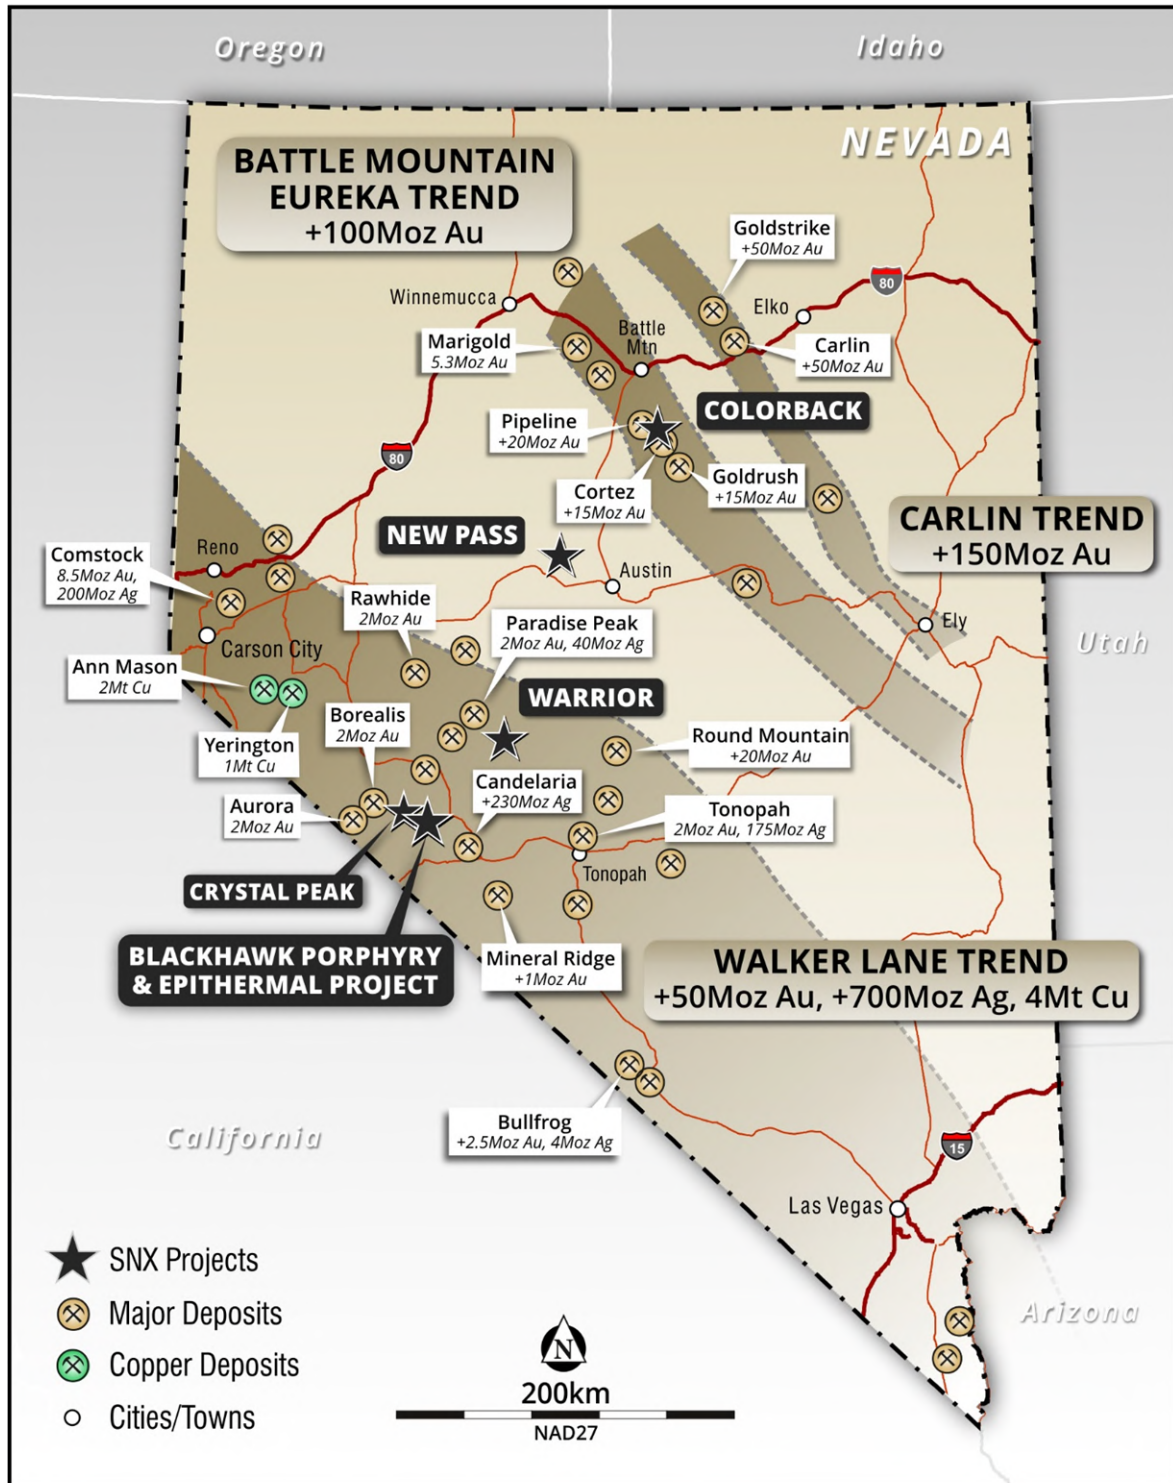 Oregon
Idaho
NEVADA
BATTLE MOUNTAIN
EUREKA TREND
+100Moz Au
Goldstrike
+50Moz Au
80
Winnemucca
Elko
Battle
Mtn
Marigold
5.3Moz Au
Carlin
+50Moz Au
COLORBACK
Pipeline
+20Moz Au
80
Goldrush
+15Moz Au
Cortez
+15Moz Au
CARLIN TREND
+150Moz Au
NEW PASS
Comstock
8.5Moz Au,
200Moz Ag
Reno
Austin
Rawhide
2Moz Au
Paradise Peak
2Moz Au, 40Moz Ag
Ely
Utah
Carson City
Ann Mason
2Mt Cu
WARRIOR
Borealis
2Moz Au
Yerington
1Mt Cu
Round Mountain
+20Moz Au
Candelaria
+230Moz Ag
Aurora
2Moz Au
Tonopah
2Moz Au, 175Moz Ag
Tonopah
CRYSTAL PEAK
BLACKHAWK PORPHYRY
& EPITHERMAL PROJECT
Mineral Ridge
+1Moz Au
WALKER LANE TREND
+50Moz Au, +700Moz Ag, 4Mt Cu
Bullfrog
+2.5Moz Au, 4Moz Ag
California
15
Las Vegas
Arizona
SNX Projects
Major Deposits
Copper Deposits
Cities/Towns
N
200km
NAD27